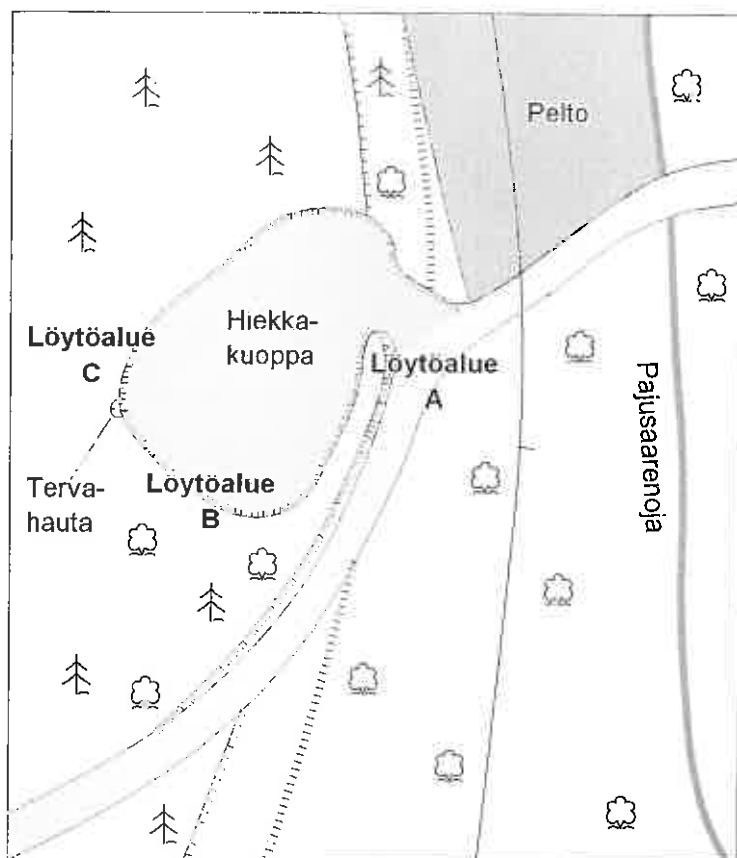 Pelto
Hiekka-
kuoppa
Löytöalue
C
Löytöalue
A
Terva-
hauta
Löytöalue
B
Pajusaarenoja